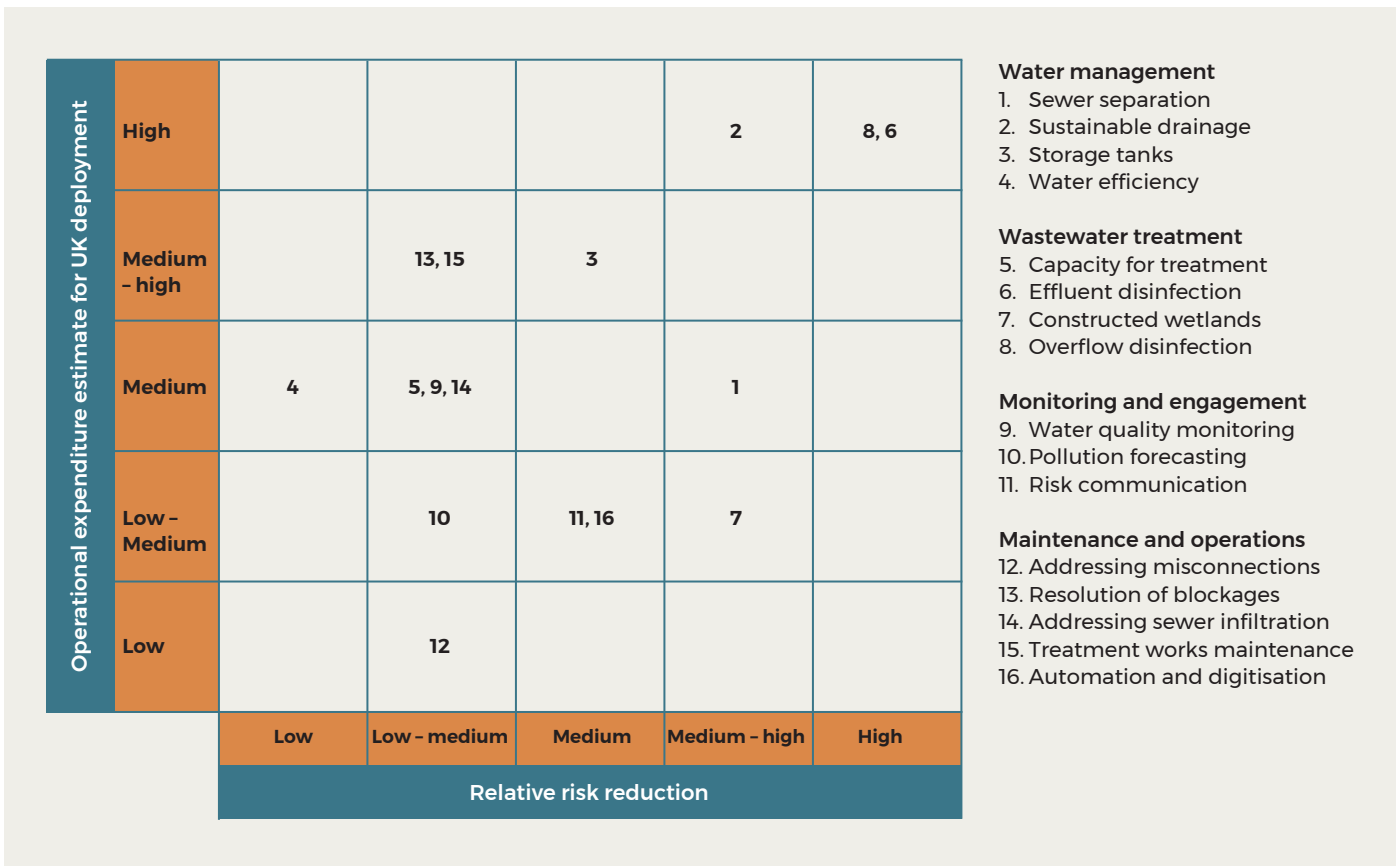 Operational expenditure estimate for UK deployment
High
2
8, 6
Medium
– high
13, 15
3
Medium
4
5, 9, 14
1
Low –
Medium
10
11, 16
7
Low
12
Low
Low – medium
Medium
Medium – high
High
Relative risk reduction
Water management
1. Sewer separation
2. Sustainable drainage
3. Storage tanks
4. Water efficiency
Wastewater treatment
5. Capacity for treatment
6. Effluent disinfection
7. Constructed wetlands
8. Overflow disinfection
Monitoring and engagement
9. Water quality monitoring
10. Pollution forecasting
11. Risk communication
Maintenance and operations
12. Addressing misconnections
13. Resolution of blockages
14. Addressing sewer infiltration
15. Treatment works maintenance
16. Automation and digitisation